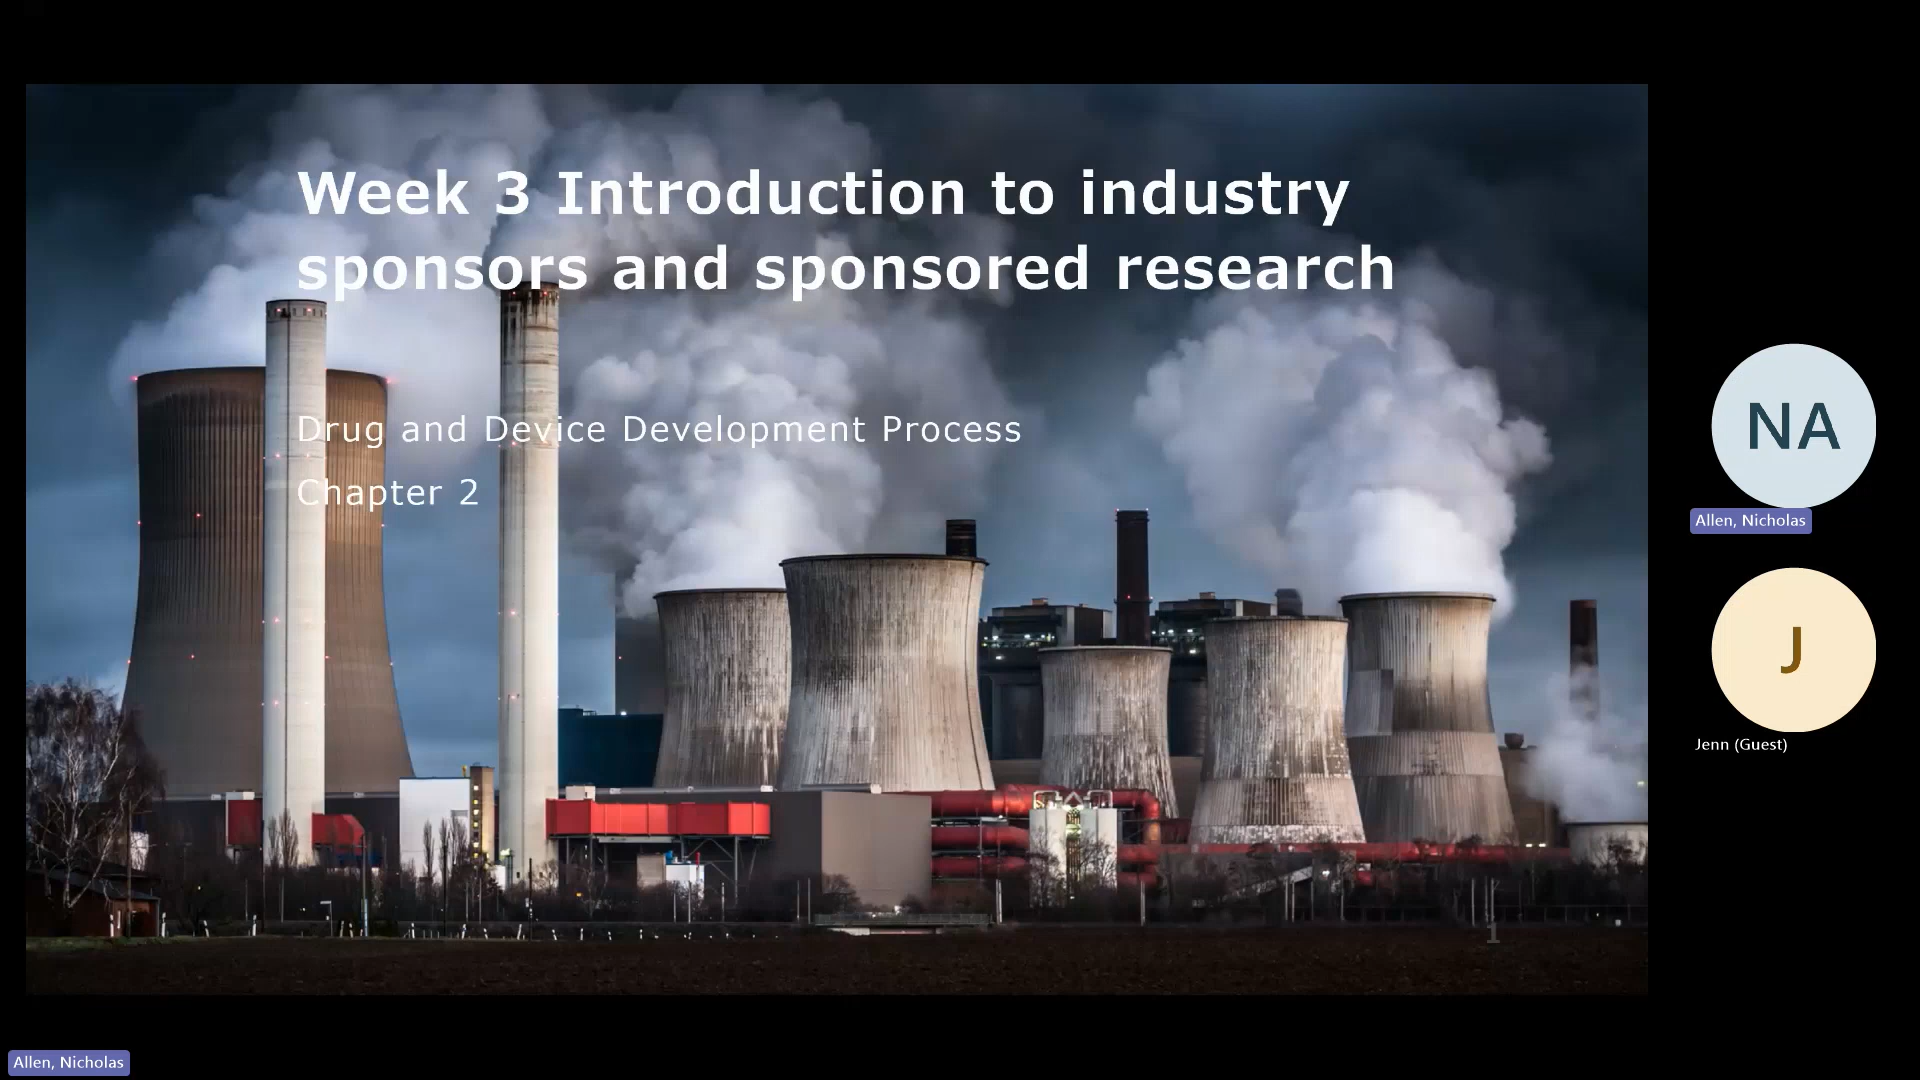 Week 3 Introduction to industry
sponsors and sponsored research
Drug and Device Development Process
Chapter 2
NA
Allen, Nicholas
J
Jenn (Guest)
1
Allen, Nicholas